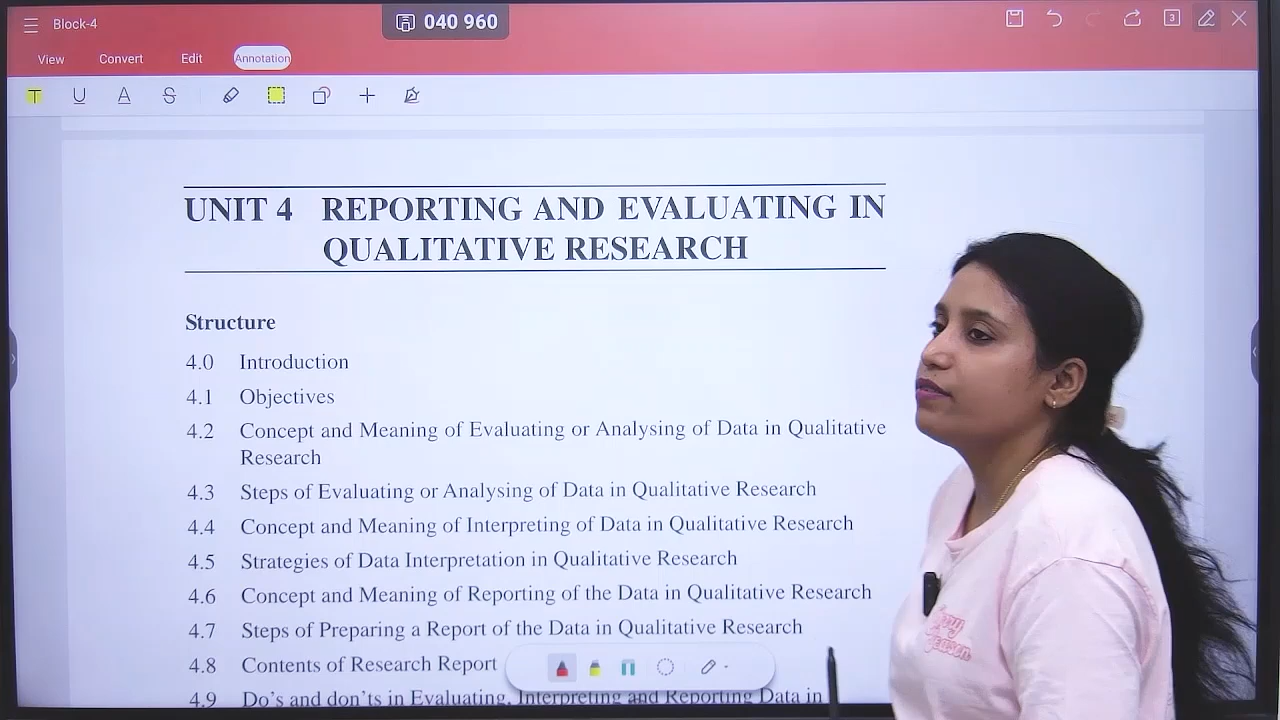 Block-4
040 960
3
View Convert Edit Annotation
T U A S
UNIT 4 REPORTING AND EVALUATING IN
QUALITATIVE RESEARCH
Structure
4.0 Introduction
4.1 Objectives
4.2 Concept and Meaning of Evaluating or Analysing of Data in Qualitative
Research
4.3 Steps of Evaluating or Analysing of Data in Qualitative Research
4.4 Concept and Meaning of Interpreting of Data in Qualitative Research
4.5 Strategies of Data Interpretation in Qualitative Research
4.6 Concept and Meaning of Reporting of the Data in Qualitative Research
4.7 Steps of Preparing a Report of the Data in Qualitative Research
4.8 Contents of Research Report
4.9 Do's and don'ts in Evaluating, Interpreting and Reporting Data in